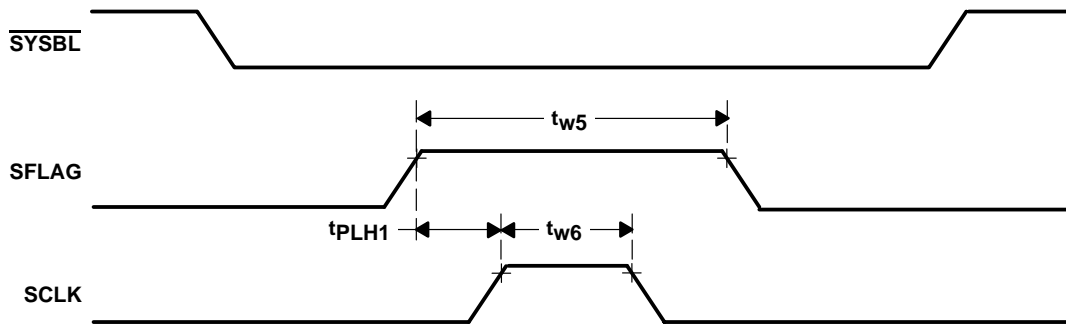 SYSBL
tw5
SFLAG
tPLH1
tw6
SCLK